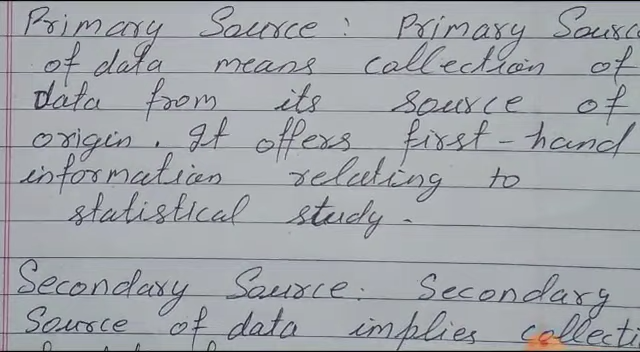 Primary Source : Primary Sourc
of data means collection of
data from its source of
origin. It offers first-hand
information relating to
statistical study.
Secondary Source: Secondary
Source of data implies collecti